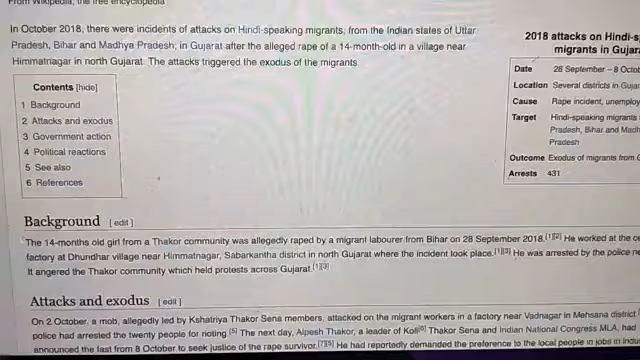 From Wikipedia, the free encyclopedia
In October 2018, there were incidents of attacks on Hindi-speaking migrants, from the Indian states of Uttar
Pradesh, Bihar and Madhya Pradesh; in Gujarat after the alleged rape of a 14-month-old in a village near
Himmatnagar in north Gujarat. The attacks triggered the exodus of the migrants.
2018 attacks on Hindi-s
migrants in Gujar
Date 28 September – 8 Octob
Location Several districts in Gujar
Cause Rape incident, unemploy
Target Hindi-speaking migrants
Pradesh, Bihar and Madh
Pradesh
Outcome Exodus of migrants from G
Arrests 431
Contents [hide]
1 Background
2 Attacks and exodus
3 Government action
4 Political reactions
5 See also
6 References
Background [ edit ]
The 14-months old girl from a Thakor community was allegedly raped by a migrant labourer from Bihar on 28 September 2018.[1][2] He worked at the ce
factory at Dhundhar village near Himmatnagar, Sabarkantha district in north Gujarat where the incident took place.[1][3] He was arrested by the police ne
It angered the Thakor community which held protests across Gujarat.[1][3]
Attacks and exodus [ edit ]
On 2 October, a mob, allegedly led by Kshatriya Thakor Sena members, attacked on the migrant workers in a factory near Vadnagar in Mehsana district.
police had arrested the twenty people for rioting.[5] The next day, Alpesh Thakor, a leader of Koli[6] Thakor Sena and Indian National Congress MLA, had
announced the fast from 8 October to seek justice of the rape survivor.[7][5] He had reportedly demanded the preference to the local people in jobs in indu